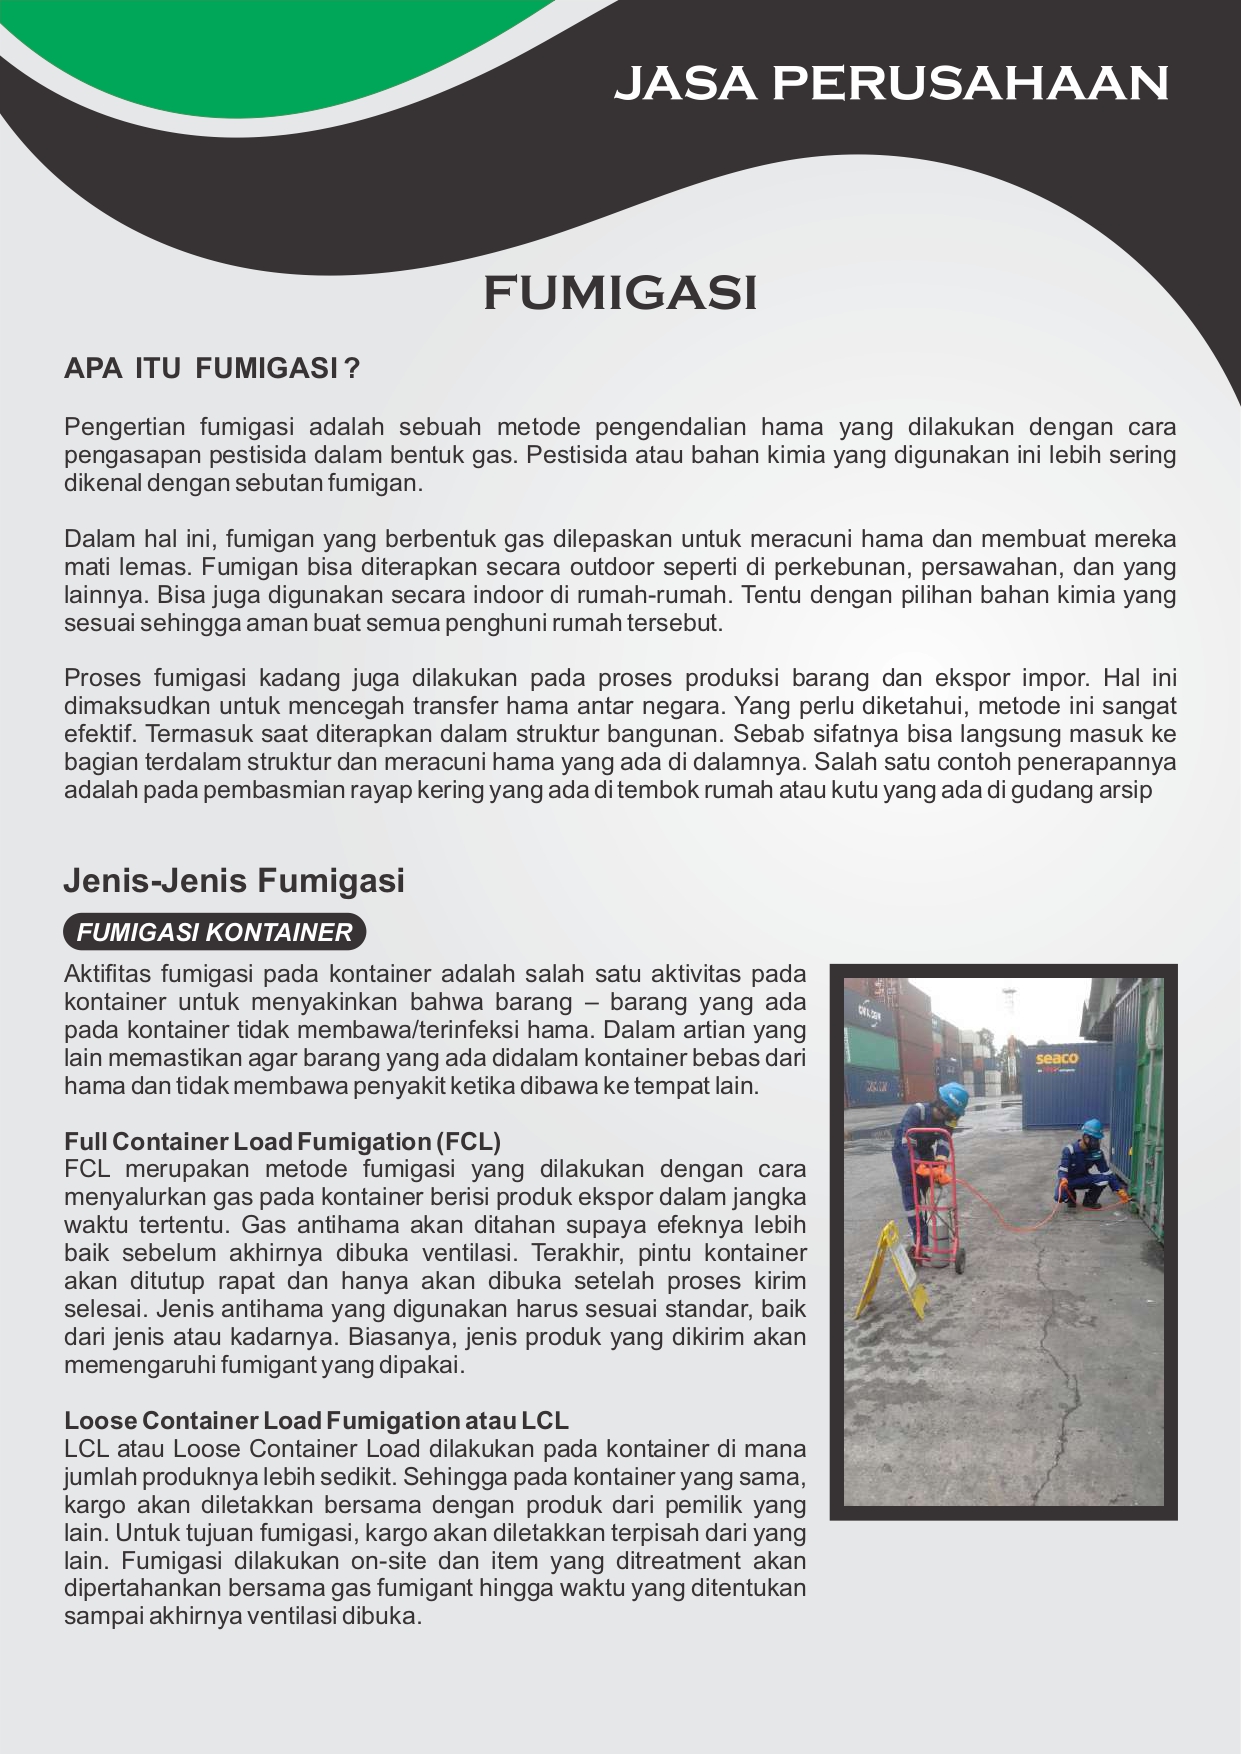 JASA PERUSAHAAN
FUMIGASI
APA ITU FUMIGASI ?
Pengertian fumigasi adalah sebuah metode pengendalian hama yang dilakukan dengan cara
pengasapan pestisida dalam bentuk gas. Pestisida atau bahan kimia yang digunakan ini lebih sering
dikenal dengan sebutan fumigan.
Dalam hal ini, fumigan yang berbentuk gas dilepaskan untuk meracuni hama dan membuat mereka
mati lemas. Fumigan bisa diterapkan secara outdoor seperti di perkebunan, persawahan, dan yang
lainnya. Bisa juga digunakan secara indoor di rumah-rumah. Tentu dengan pilihan bahan kimia yang
sesuai sehingga aman buat semua penghuni rumah tersebut.
Proses fumigasi kadang juga dilakukan pada proses produksi barang dan ekspor impor. Hal ini
dimaksudkan untuk mencegah transfer hama antar negara. Yang perlu diketahui, metode ini sangat
efektif. Termasuk saat diterapkan dalam struktur bangunan. Sebab sifatnya bisa langsung masuk ke
bagian terdalam struktur dan meracuni hama yang ada di dalamnya. Salah satu contoh penerapannya
adalah pada pembasmian rayap kering yang ada di tembok rumah atau kutu yang ada di gudang arsip
Jenis-Jenis Fumigasi
FUMIGASI KONTAINER
Aktifitas fumigasi pada kontainer adalah salah satu aktivitas pada
kontainer untuk menyakinkan bahwa barang – barang yang ada
pada kontainer tidak membawa/terinfeksi hama. Dalam artian yang
lain memastikan agar barang yang ada didalam kontainer bebas dari
hama dan tidak membawa penyakit ketika dibawa ke tempat lain.
Full Container Load Fumigation (FCL)
FCL merupakan metode fumigasi yang dilakukan dengan cara
menyalurkan gas pada kontainer berisi produk ekspor dalam jangka
waktu tertentu. Gas antihama akan ditahan supaya efeknya lebih
baik sebelum akhirnya dibuka ventilasi. Terakhir, pintu kontainer
akan ditutup rapat dan hanya akan dibuka setelah proses kirim
selesai. Jenis antihama yang digunakan harus sesuai standar, baik
dari jenis atau kadarnya. Biasanya, jenis produk yang dikirim akan
memengaruhi fumigant yang dipakai.
Loose Container Load Fumigation atau LCL
LCL atau Loose Container Load dilakukan pada kontainer di mana
jumlah produknya lebih sedikit. Sehingga pada kontainer yang sama,
kargo akan diletakkan bersama dengan produk dari pemilik yang
lain. Untuk tujuan fumigasi, kargo akan diletakkan terpisah dari yang
lain. Fumigasi dilakukan on-site dan item yang ditreatment akan
dipertahankan bersama gas fumigant hingga waktu yang ditentukan
sampai akhirnya ventilasi dibuka.
seaco